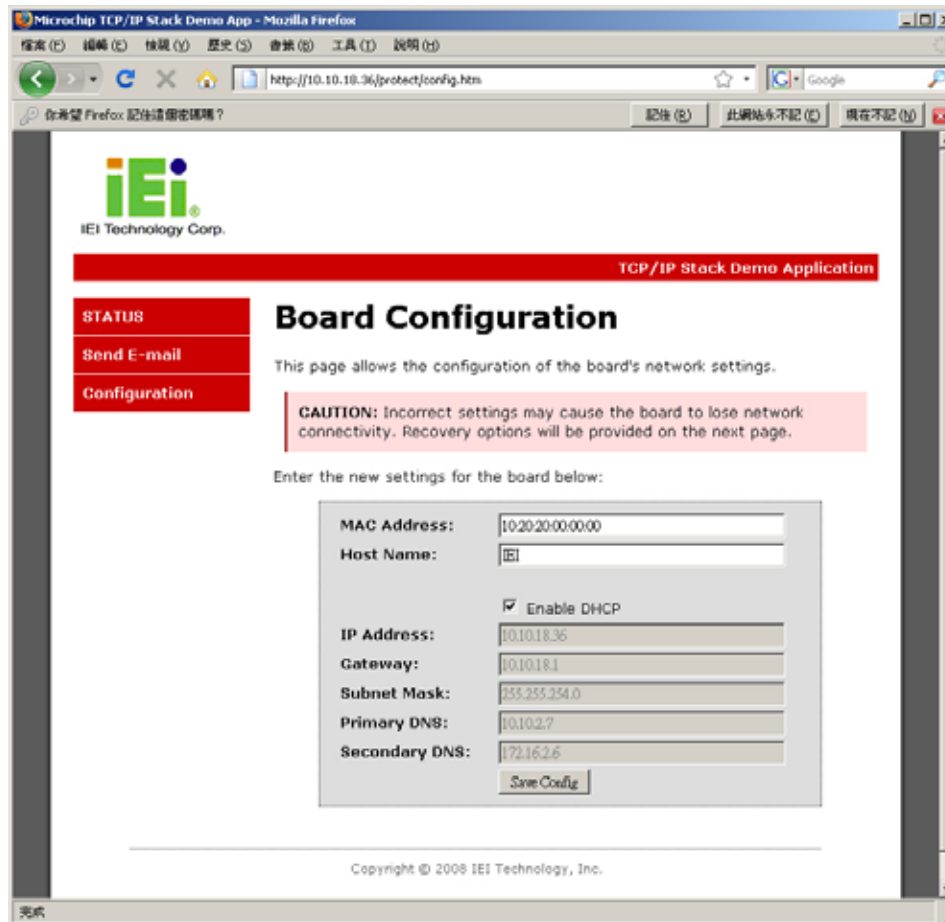 Microchip TCP/IP Stack Demo App - Mozilla Firefox
檔案(F) 編輯(E) 檢視(V) 歷史(S) 書籤(B) 工具(T) 說明(H)
http://10.10.18.36/protect/config.htm
Google
你希望 Firefox 記住這個密碼嗎？
記住(R)
此網站永不記(E)
現在不記(N)
iEi®
IEI Technology Corp.
TCP/IP Stack Demo Application
STATUS
Send E-mail
Configuration
Board Configuration
This page allows the configuration of the board's network settings.
CAUTION: Incorrect settings may cause the board to lose network
connectivity. Recovery options will be provided on the next page.
Enter the new settings for the board below:
MAC Address: 10:20:20:00:00:00
Host Name: IEI
Enable DHCP
IP Address: 10.10.18.36
Gateway: 10.10.18.1
Subnet Mask: 255.255.254.0
Primary DNS: 10.10.2.7
Secondary DNS: 172.16.2.6
Save Config
Copyright © 2008 IEI Technology, Inc.
完成